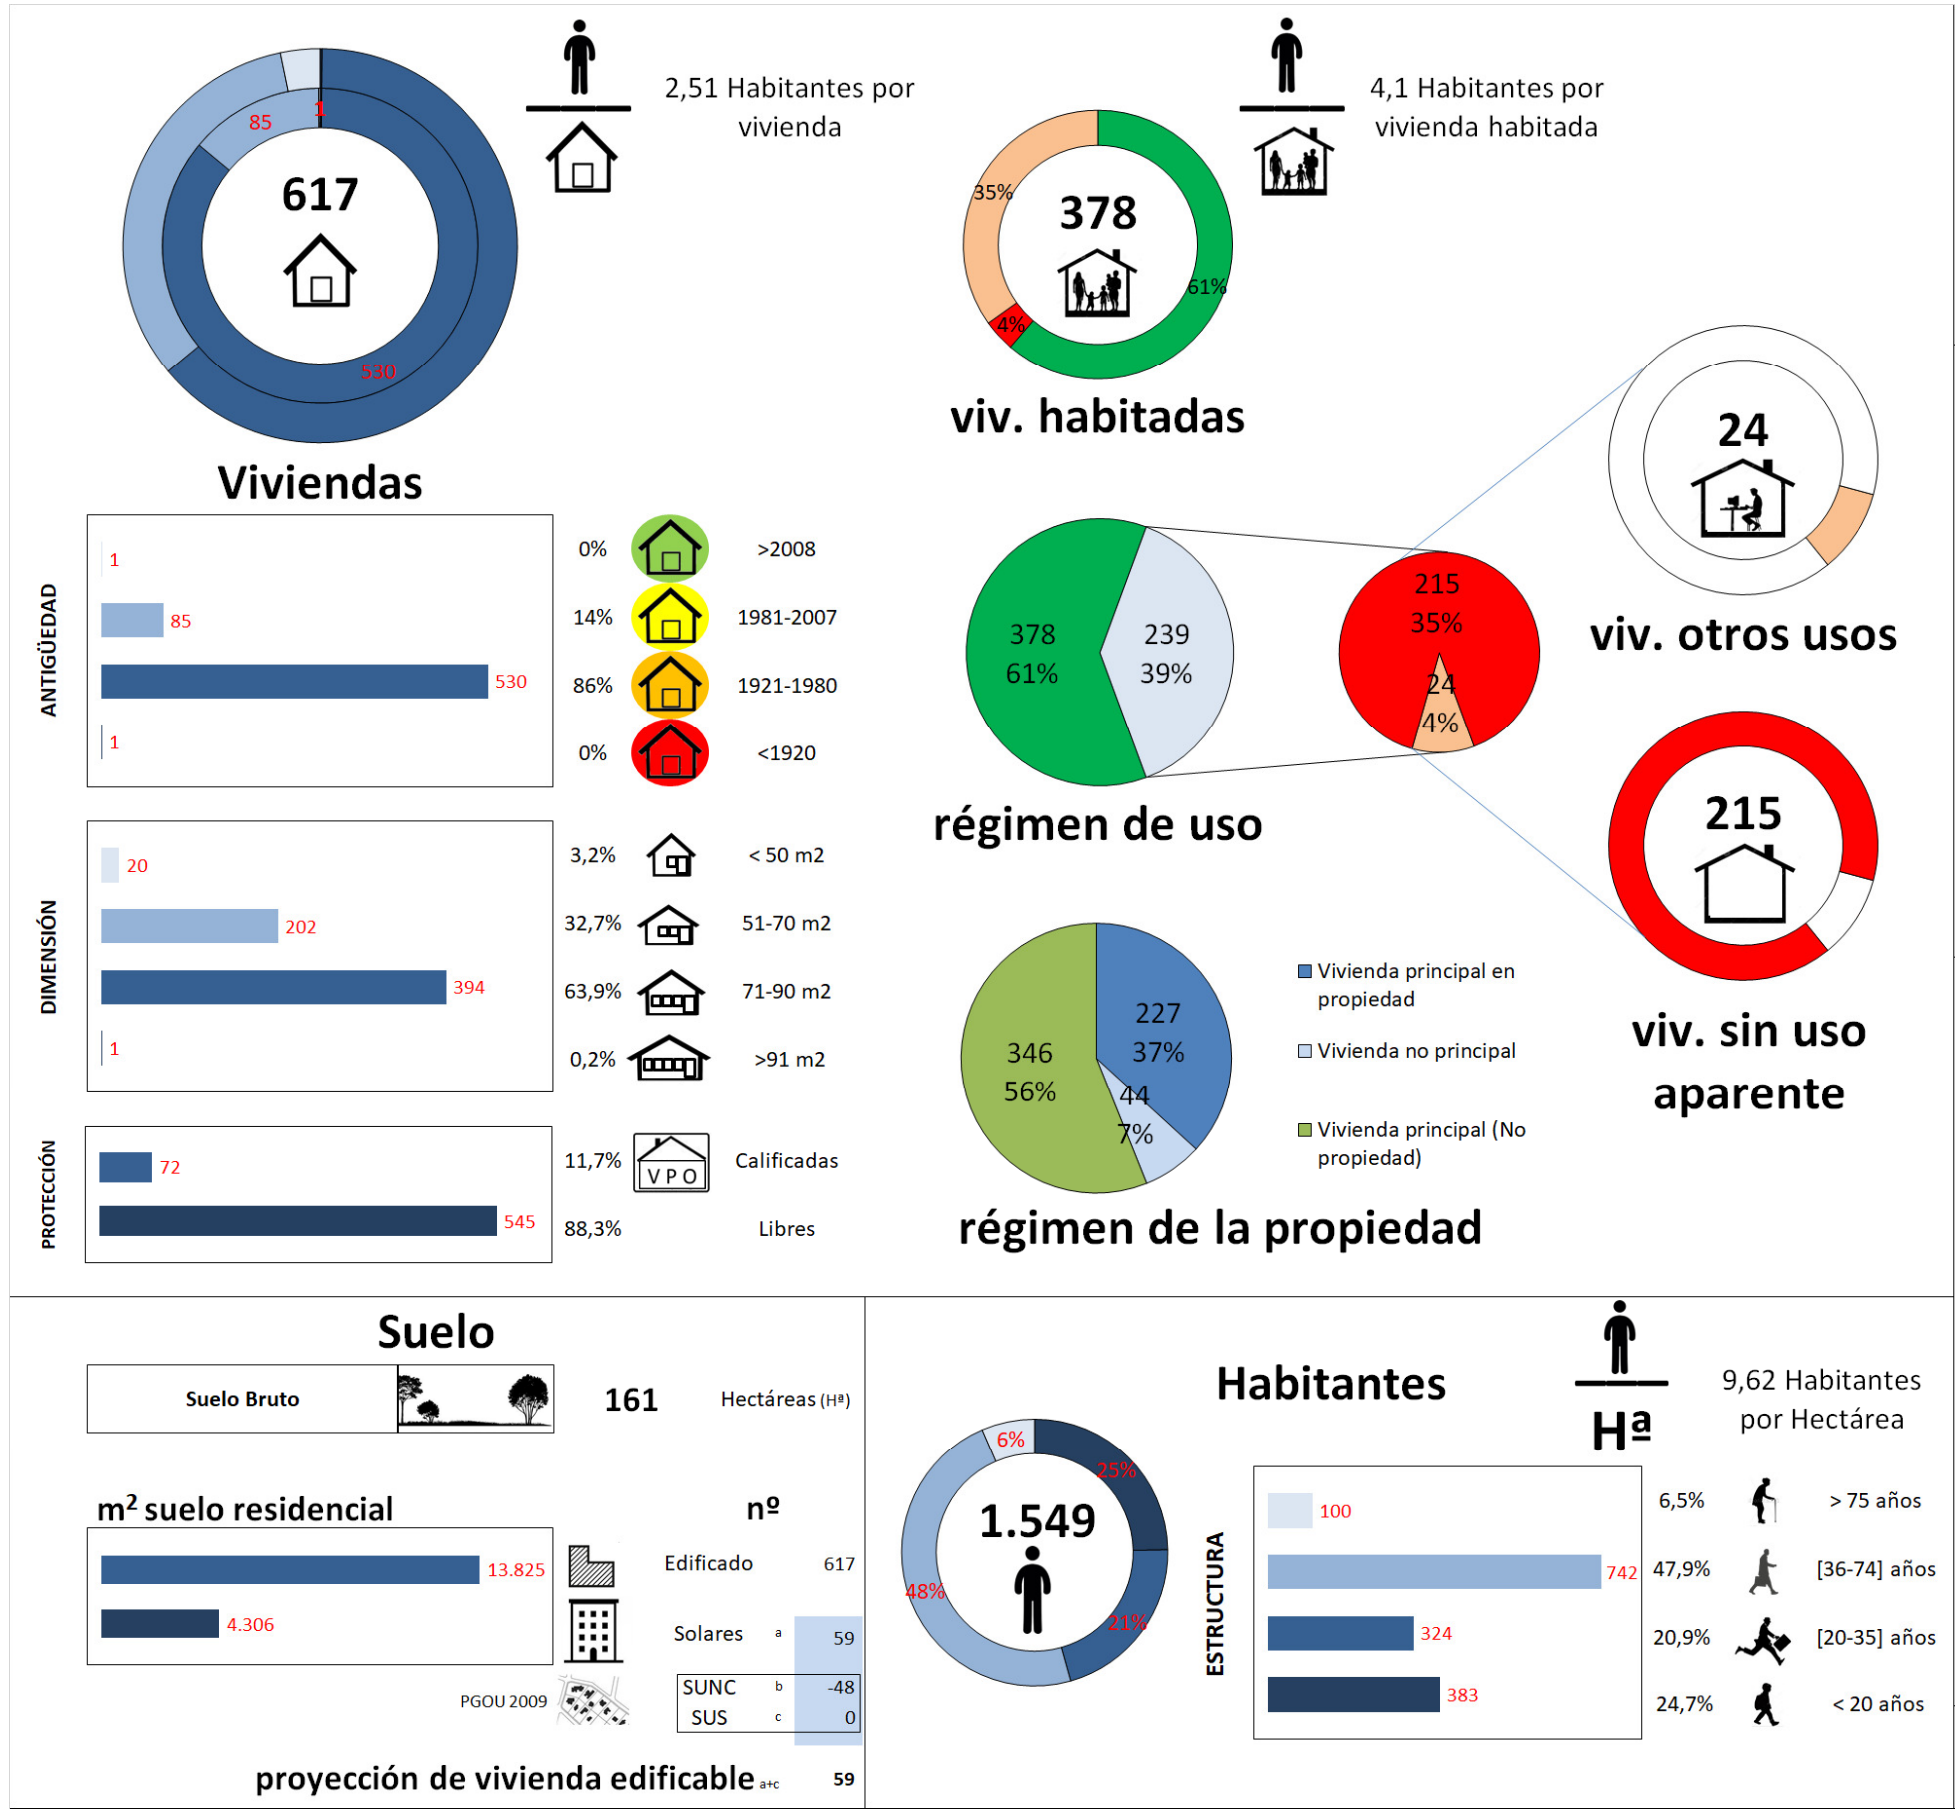 2,51 Habitantes por
vivienda
4,1 Habitantes por
vivienda habitada
85
1
617
530
Viviendas
35%
378
61%
4%
viv. habitadas
24
viv. otros usos
ANTIGÜEDAD
1
0%
>2008
85
14%
1981-2007
530
86%
1921-1980
1
0%
<1920
378
61%
239
39%
215
35%
24
4%
régimen de uso
215
viv. sin uso
aparente
DIMENSIÓN
20
3,2%
< 50 m2
202
32,7%
51-70 m2
394
63,9%
71-90 m2
1
0,2%
>91 m2
227
37%
346
56%
44
7%
Vivienda principal en
propiedad
Vivienda no principal
Vivienda principal (No
propiedad)
régimen de la propiedad
PROTECCIÓN
72
11,7%
V P O
Calificadas
545
88,3%
Libres
Suelo
Suelo Bruto
161
Hectáreas (Hª)
m² suelo residencial
nº
13.825
Edificado
617
4.306
Solares a
59
PGOU 2009
SUNC b
-48
SUS c
0
proyección de vivienda edificable a+c
59
Habitantes
Hª
9,62 Habitantes
por Hectárea
6%
25%
1.549
48%
21%
ESTRUCTURA
100
6,5%
> 75 años
742
47,9%
[36-74] años
324
20,9%
[20-35] años
383
24,7%
< 20 años